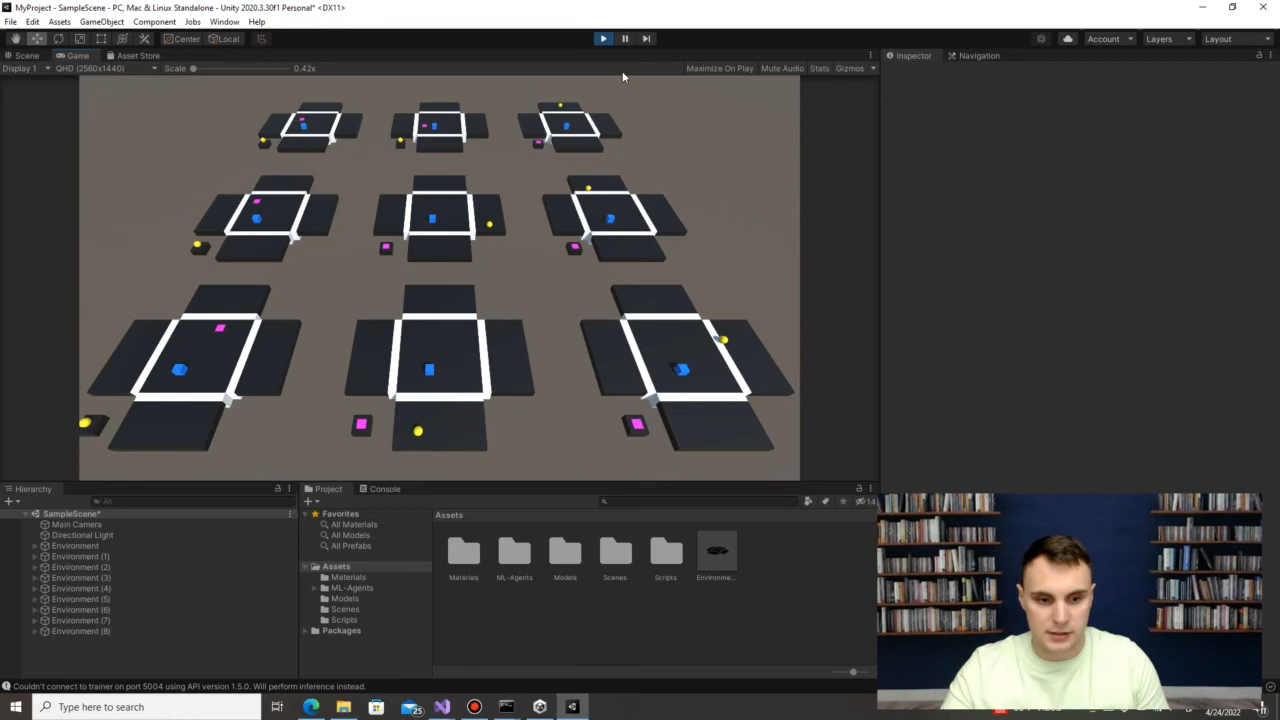 MyProject - SampleScene - PC, Mac & Linux Standalone - Unity 2020.3.30f1 Personal* <DX11>
File Edit Assets GameObject Component Jobs Window Help
Center Local Account Layers Layout
Scene Game Asset Store Inspector Navigation
Display 1 QHD (2560x1440) Scale 0.42x Maximize On Play Mute Audio Stats Gizmos
Hierarchy
All
SampleScene*
Main Camera
Directional Light
Environment
Environment (1)
Environment (2)
Environment (3)
Environment (4)
Environment (5)
Environment (6)
Environment (7)
Environment (8)
Project Console
14
Favorites
All Materials
All Models
All Prefabs
Assets
Materials
ML-Agents
Models
Scenes
Scripts
Packages
Assets
Materials ML-Agents Models Scenes Scripts Environme...
Couldn't connect to trainer on port 5004 using API version 1.5.0. Will perform inference instead.
Type here to search
25
4/24/2022